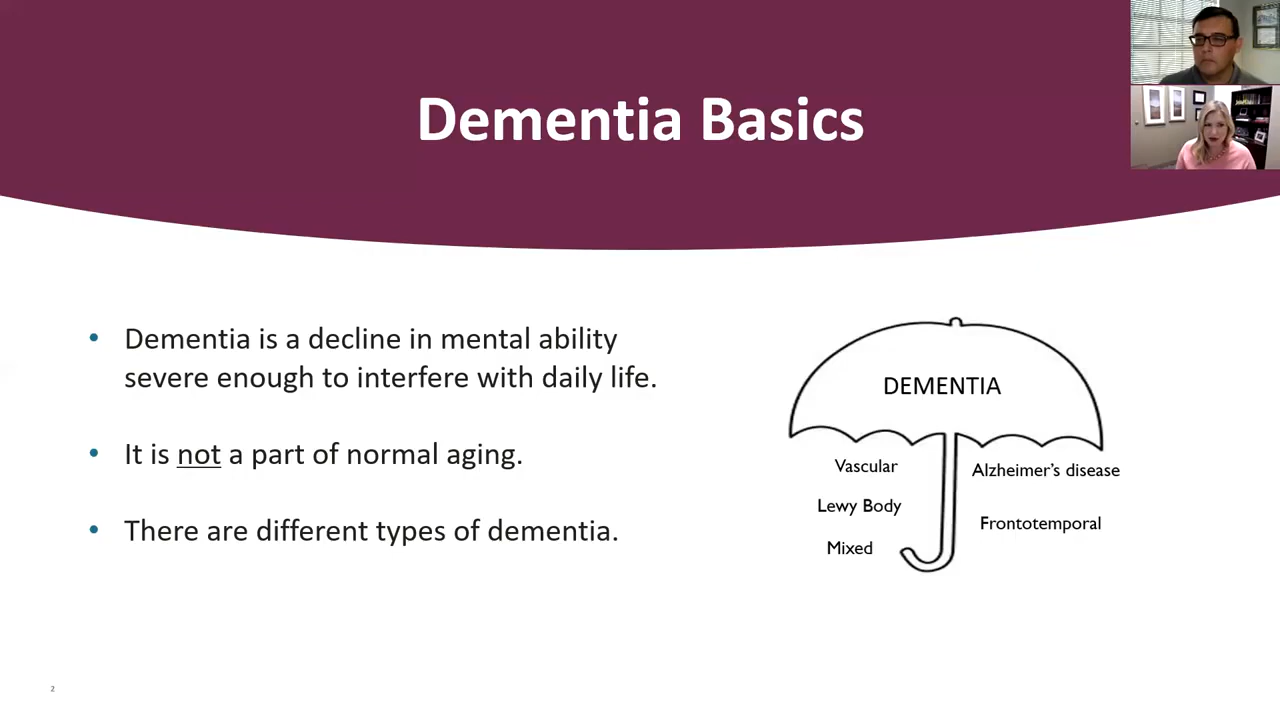 Dementia Basics
• Dementia is a decline in mental ability
severe enough to interfere with daily life.
• It is not a part of normal aging.
• There are different types of dementia.
DEMENTIA
Vascular
Alzheimer's disease
Lewy Body
Frontotemporal
Mixed
2